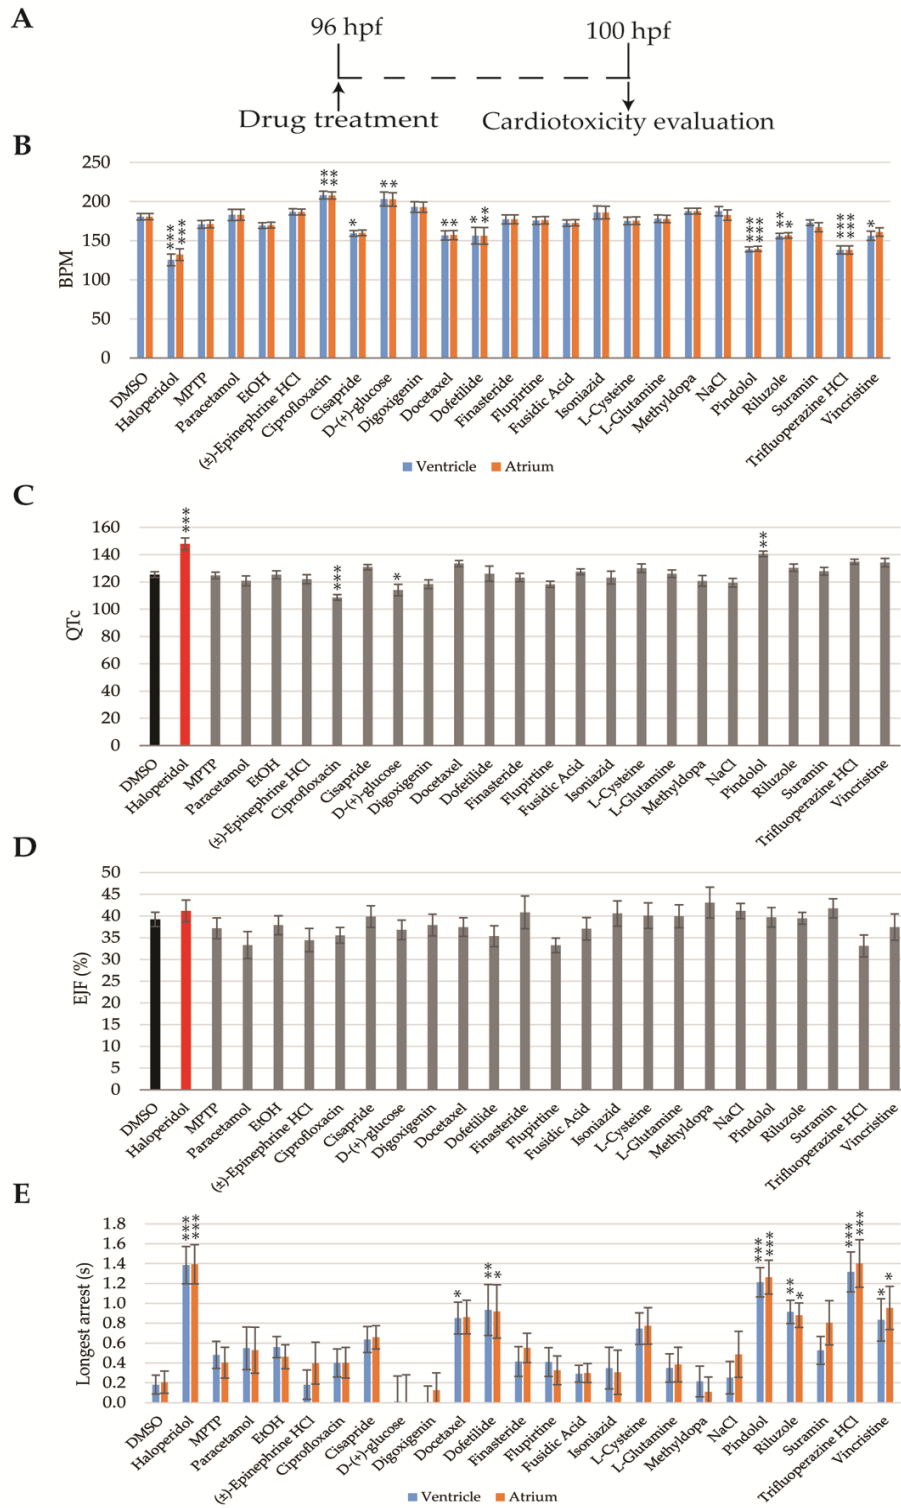 A
96 hpf
100 hpf
Drug treatment
Cardiotoxicity evaluation
B
BPM
250
200
150
100
50
0
*** ****
** **
*
* *
* *
* **
*** ***
** **
*** ***
*
DMSO
Haloperidol
MPTP
Paracetamol
EtOH
(±)-Epinephrine HCl
Ciprofloxacin
Cisapride
D-(+)-glucose
Digoxigenin
Docetaxel
Dofetilide
Finasteride
Flupirtine
Fusidic Acid
Isoniazid
L-Cysteine
L-Glutamine
Methyldopa
NaCl
Pindolol
Riluzole
Suramin
Trifluoperazine HCl
Vincristine
Ventricle
Atrium
C
QTc
160
140
120
100
80
60
40
20
0
***
***
*
**
DMSO
Haloperidol
MPTP
Paracetamol
EtOH
(±)-Epinephrine HCl
Ciprofloxacin
Cisapride
D-(+)-glucose
Digoxigenin
Docetaxel
Dofetilide
Finasteride
Flupirtine
Fusidic Acid
Isoniazid
L-Cysteine
L-Glutamine
Methyldopa
NaCl
Pindolol
Riluzole
Suramin
Trifluoperazine HCl
Vincristine
D
EJF (%)
50
45
40
35
30
25
20
15
10
5
0
DMSO
Haloperidol
MPTP
Paracetamol
EtOH
(±)-Epinephrine HCl
Ciprofloxacin
Cisapride
D-(+)-glucose
Digoxigenin
Docetaxel
Dofetilide
Finasteride
Flupirtine
Fusidic Acid
Isoniazid
L-Cysteine
L-Glutamine
Methyldopa
NaCl
Pindolol
Riluzole
Suramin
Trifluoperazine HCl
Vincristine
E
Longest arrest (s)
1.8
1.6
1.4
1.2
1.0
0.8
0.6
0.4
0.2
0.0
*** ***
*
** *
*** ***
** *
*** ***
* *
DMSO
Haloperidol
MPTP
Paracetamol
EtOH
(±)-Epinephrine HCl
Ciprofloxacin
Cisapride
D-(+)-glucose
Digoxigenin
Docetaxel
Dofetilide
Finasteride
Flupirtine
Fusidic Acid
Isoniazid
L-Cysteine
L-Glutamine
Methyldopa
NaCl
Pindolol
Riluzole
Suramin
Trifluoperazine HCl
Vincristine
Ventricle
Atrium